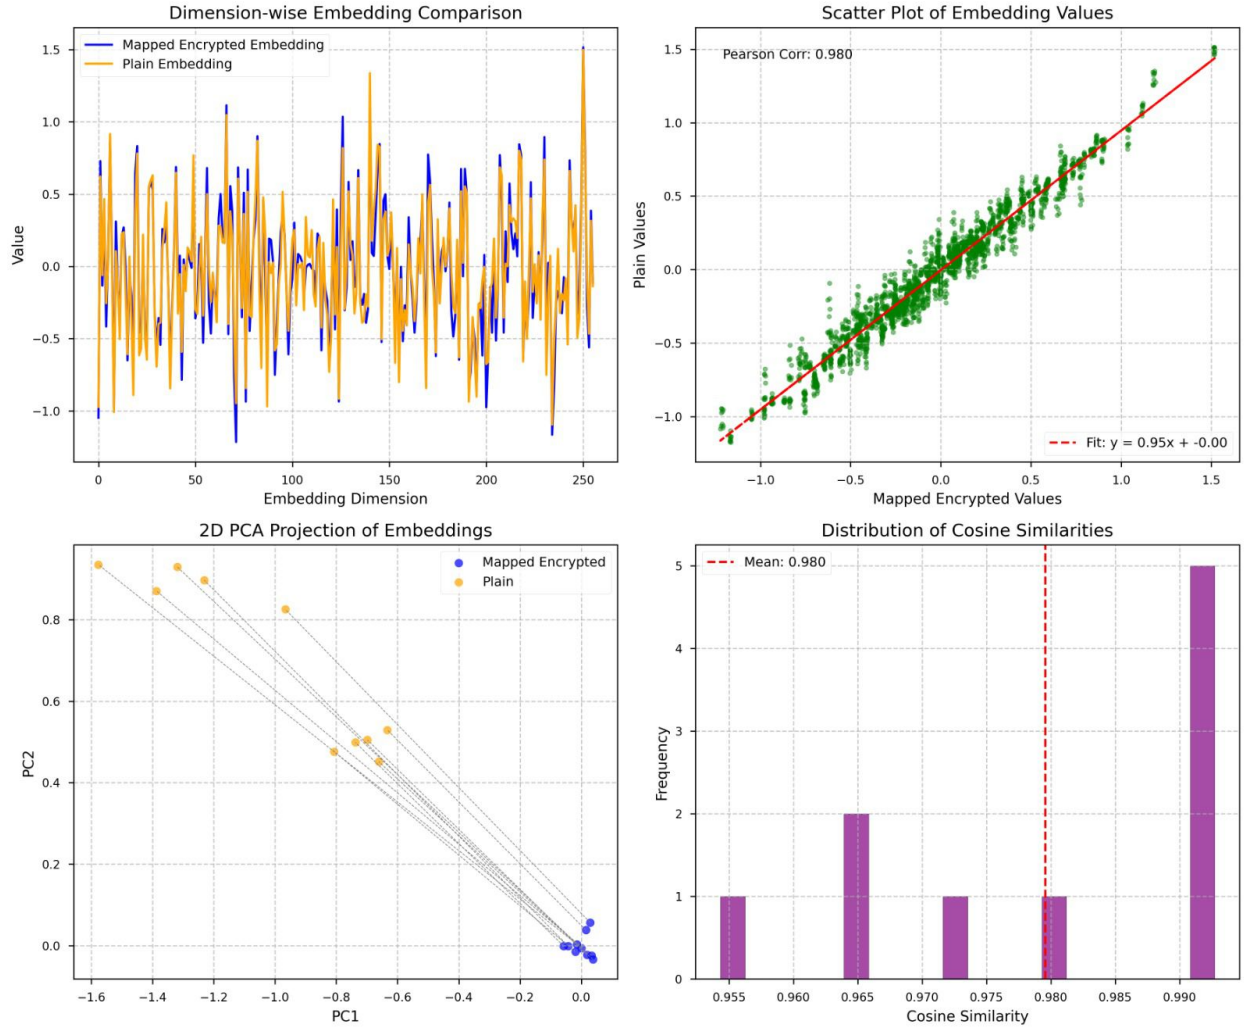 Dimension-wise Embedding Comparison
Mapped Encrypted Embedding
Plain Embedding
1.5
1.0
0.5
0.0
−0.5
−1.0
Value
0 50 100 150 200 250
Embedding Dimension
Scatter Plot of Embedding Values
Pearson Corr: 0.980
1.5
1.0
0.5
0.0
−0.5
−1.0
Plain Values
Fit: y = 0.95x + -0.00
−1.0 −0.5 0.0 0.5 1.0 1.5
Mapped Encrypted Values
2D PCA Projection of Embeddings
Mapped Encrypted
Plain
0.8
0.6
0.4
0.2
0.0
PC2
−1.6 −1.4 −1.2 −1.0 −0.8 −0.6 −0.4 −0.2 0.0
PC1
Distribution of Cosine Similarities
Mean: 0.980
5
4
3
2
1
0
Frequency
0.955 0.960 0.965 0.970 0.975 0.980 0.985 0.990
Cosine Similarity